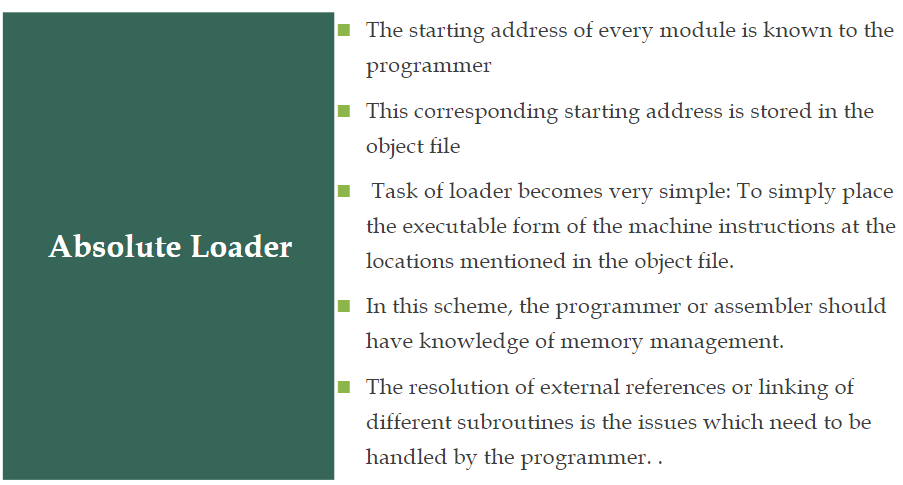 Absolute Loader
The starting address of every module is known to the
programmer
This corresponding starting address is stored in the
object file
Task of loader becomes very simple: To simply place
the executable form of the machine instructions at the
locations mentioned in the object file.
In this scheme, the programmer or assembler should
have knowledge of memory management.
The resolution of external references or linking of
different subroutines is the issues which need to be
handled by the programmer. .